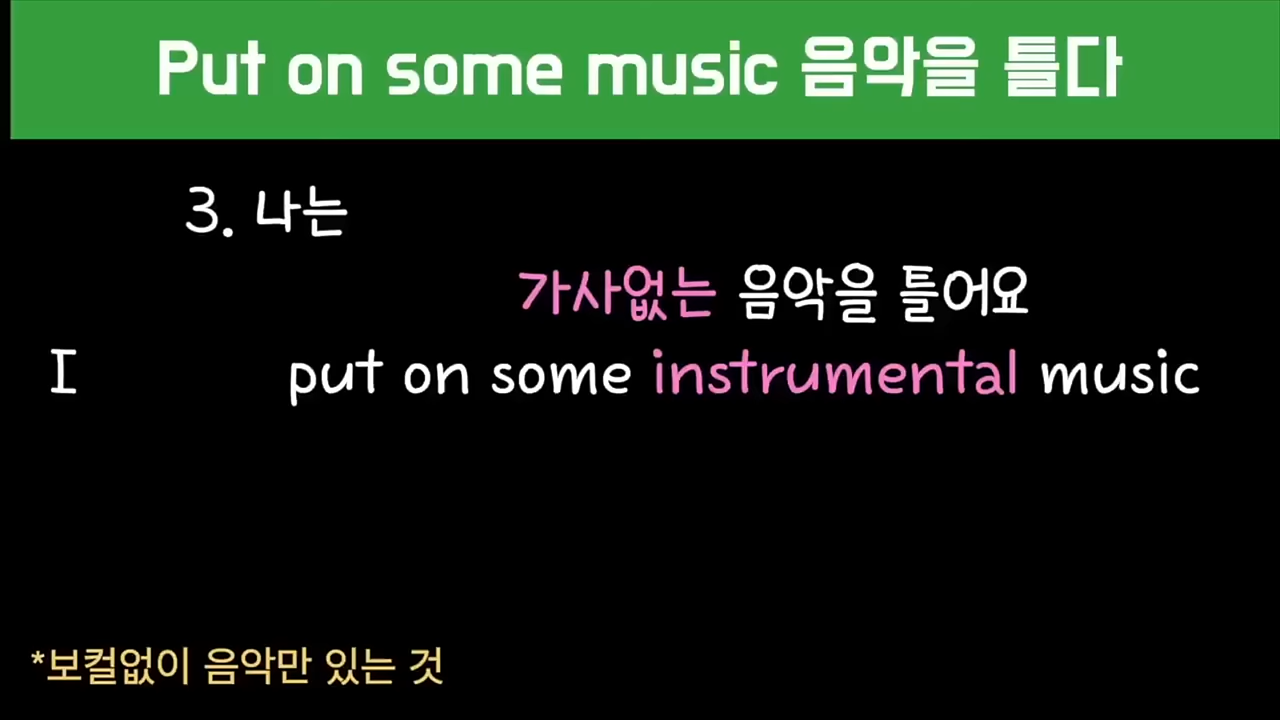 Put on some music 음악을 틀다
3. 나는
가사없는 음악을 틀어요
I put on some instrumental music
*보컬없이 음악만 있는 것